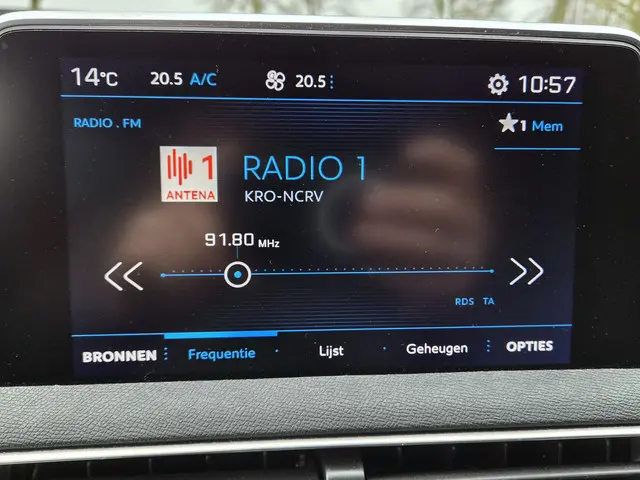 14°C 20.5 A/C 20.5 10:57
RADIO . FM
1 Mem
1
ANTENA
RADIO 1
KRO-NCRV
91.80 MHz
RDS TA
BRONNEN Frequentie Lijst Geheugen OPTIES